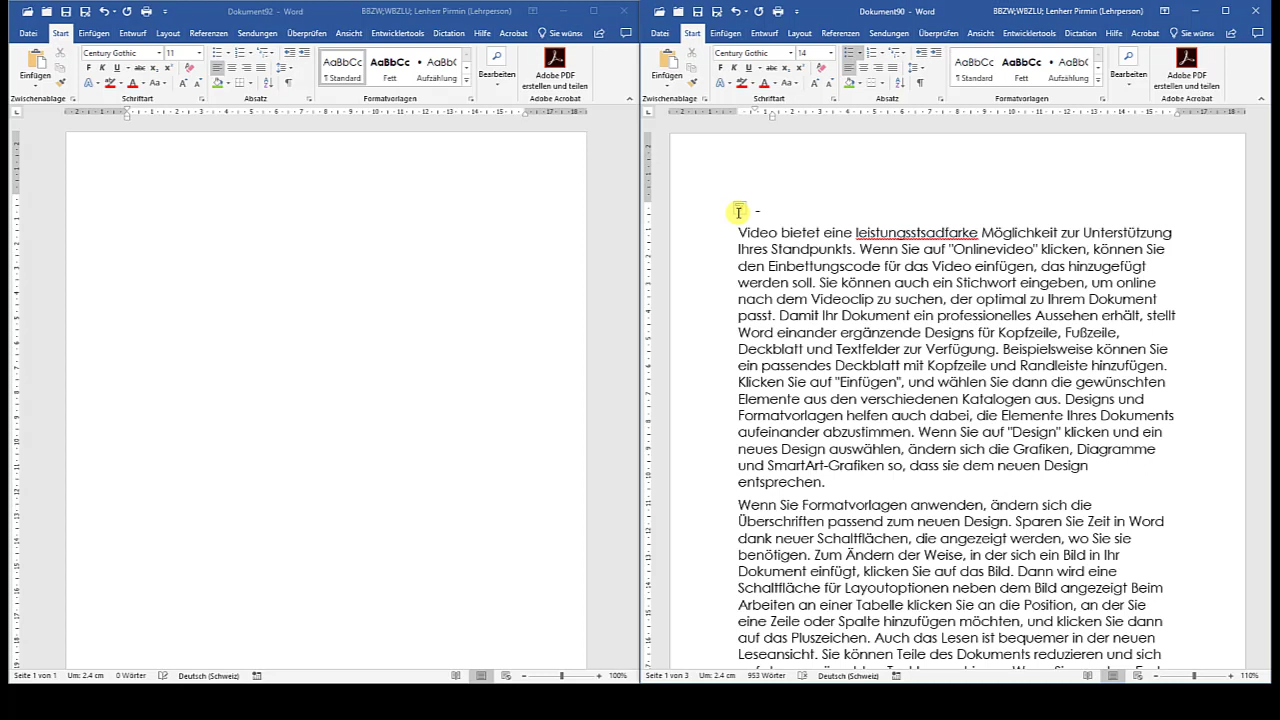 Dokument92 - Word
BBZW;WBZLU; Lenherr Pirmin (Lehrperson)
Datei Start Einfügen Entwurf Layout Referenzen Sendungen Überprüfen Ansicht Entwicklertools Dictation Hilfe Acrobat Sie wünsc
Century Gothic 11
Einfügen
F K U
AaBbCc AaBbCc AaBbC
¶ Standard Fett Aufzählung
Bearbeiten
Adobe PDF
erstellen und teilen
Zwischenablage Schriftart Absatz Formatvorlagen Adobe Acrobat
Seite 1 von 1 Um: 2.4 cm 0 Wörter Deutsch (Schweiz) 100%
Dokument90 - Word
BBZW;WBZLU; Lenherr Pirmin (Lehrperson)
Datei Start Einfügen Entwurf Layout Referenzen Sendungen Überprüfen Ansicht Entwicklertools Dictation Hilfe Acrobat Sie wünsc
Century Gothic 14
Einfügen
F K U
AaBbCc AaBbCc AaBbC
¶ Standard Fett Aufzählung
Bearbeiten
Adobe PDF
erstellen und teilen
Zwischenablage Schriftart Absatz Formatvorlagen Adobe Acrobat
-
Video bietet eine leistungsstsadfarke Möglichkeit zur Unterstützung
Ihres Standpunkts. Wenn Sie auf "Onlinevideo" klicken, können Sie
den Einbettungscode für das Video einfügen, das hinzugefügt
werden soll. Sie können auch ein Stichwort eingeben, um online
nach dem Videoclip zu suchen, der optimal zu Ihrem Dokument
passt. Damit Ihr Dokument ein professionelles Aussehen erhält, stellt
Word einander ergänzende Designs für Kopfzeile, Fußzeile,
Deckblatt und Textfelder zur Verfügung. Beispielsweise können Sie
ein passendes Deckblatt mit Kopfzeile und Randleiste hinzufügen.
Klicken Sie auf "Einfügen", und wählen Sie dann die gewünschten
Elemente aus den verschiedenen Katalogen aus. Designs und
Formatvorlagen helfen auch dabei, die Elemente Ihres Dokuments
aufeinander abzustimmen. Wenn Sie auf "Design" klicken und ein
neues Design auswählen, ändern sich die Grafiken, Diagramme
und SmartArt-Grafiken so, dass sie dem neuen Design
entsprechen.
Wenn Sie Formatvorlagen anwenden, ändern sich die
Überschriften passend zum neuen Design. Sparen Sie Zeit in Word
dank neuer Schaltflächen, die angezeigt werden, wo Sie sie
benötigen. Zum Ändern der Weise, in der sich ein Bild in Ihr
Dokument einfügt, klicken Sie auf das Bild. Dann wird eine
Schaltfläche für Layoutoptionen neben dem Bild angezeigt Beim
Arbeiten an einer Tabelle klicken Sie an die Position, an der Sie
eine Zeile oder Spalte hinzufügen möchten, und klicken Sie dann
auf das Pluszeichen. Auch das Lesen ist bequemer in der neuen
Leseansicht. Sie können Teile des Dokuments reduzieren und sich
Seite 1 von 3 Um: 2.4 cm 953 Wörter Deutsch (Schweiz) 110%